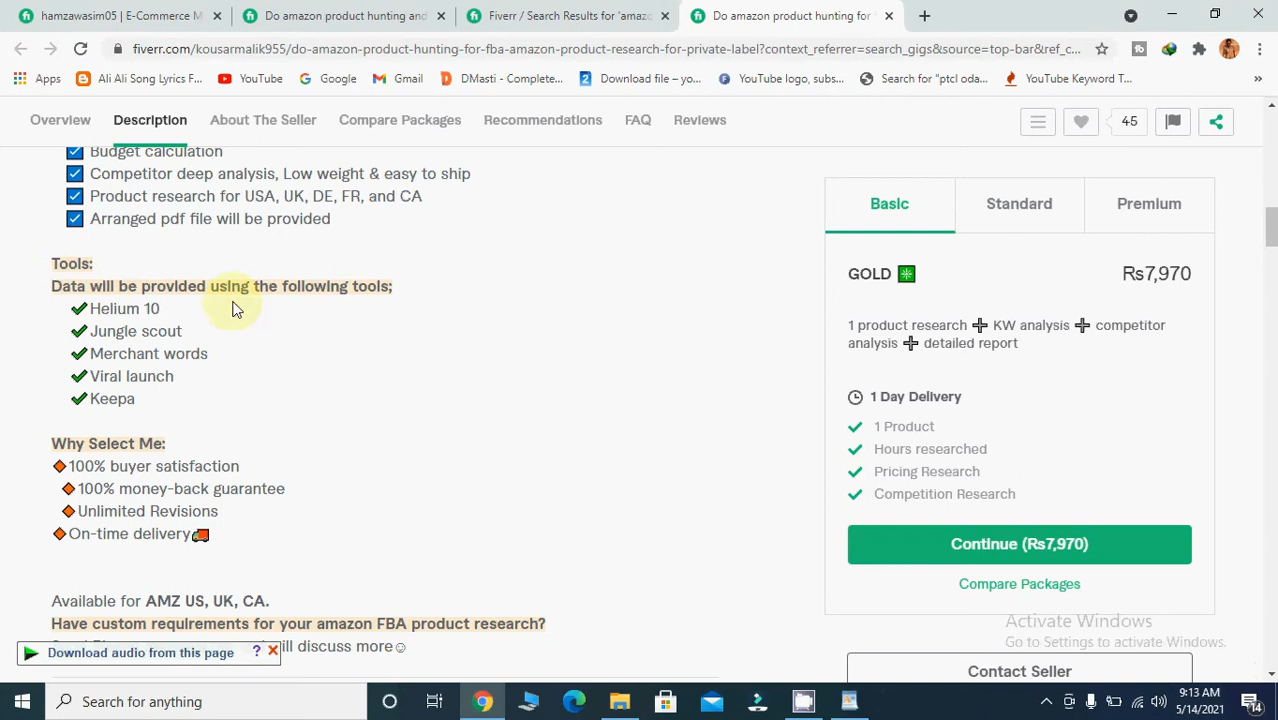 hamzawasim05 | E-Commerce M
Do amazon product hunting and
Fiverr / Search Results for 'amazo
Do amazon product hunting for
fiverr.com/kousarmalik955/do-amazon-product-hunting-for-fba-amazon-product-research-for-private-label?context_referrer=search_gigs&source=top-bar&ref_c...
Apps
Ali Ali Song Lyrics F...
YouTube
Google
Gmail
DMasti - Complete...
Download file – yo...
YouTube logo, subs...
Search for "ptcl oda...
YouTube Keyword T...
»
Overview
Description
About The Seller
Compare Packages
Recommendations
FAQ
Reviews
45
Budget calculation
Competitor deep analysis, Low weight & easy to ship
Product research for USA, UK, DE, FR, and CA
Arranged pdf file will be provided
Tools:
Data will be provided using the following tools;
Helium 10
Jungle scout
Merchant words
Viral launch
Keepa
Why Select Me:
100% buyer satisfaction
100% money-back guarantee
Unlimited Revisions
On-time delivery
Available for AMZ US, UK, CA.
Have custom requirements for your amazon FBA product research?
ill discuss more☺
Download audio from this page ?
Basic
Standard
Premium
GOLD
Rs7,970
1 product research ➕ KW analysis ➕ competitor
analysis ➕ detailed report
1 Day Delivery
1 Product
Hours researched
Pricing Research
Competition Research
Continue (Rs7,970)
Compare Packages
Activate Windows
Go to Settings to activate Windows.
Contact Seller
Search for anything
9:13 AM
5/14/2021
14